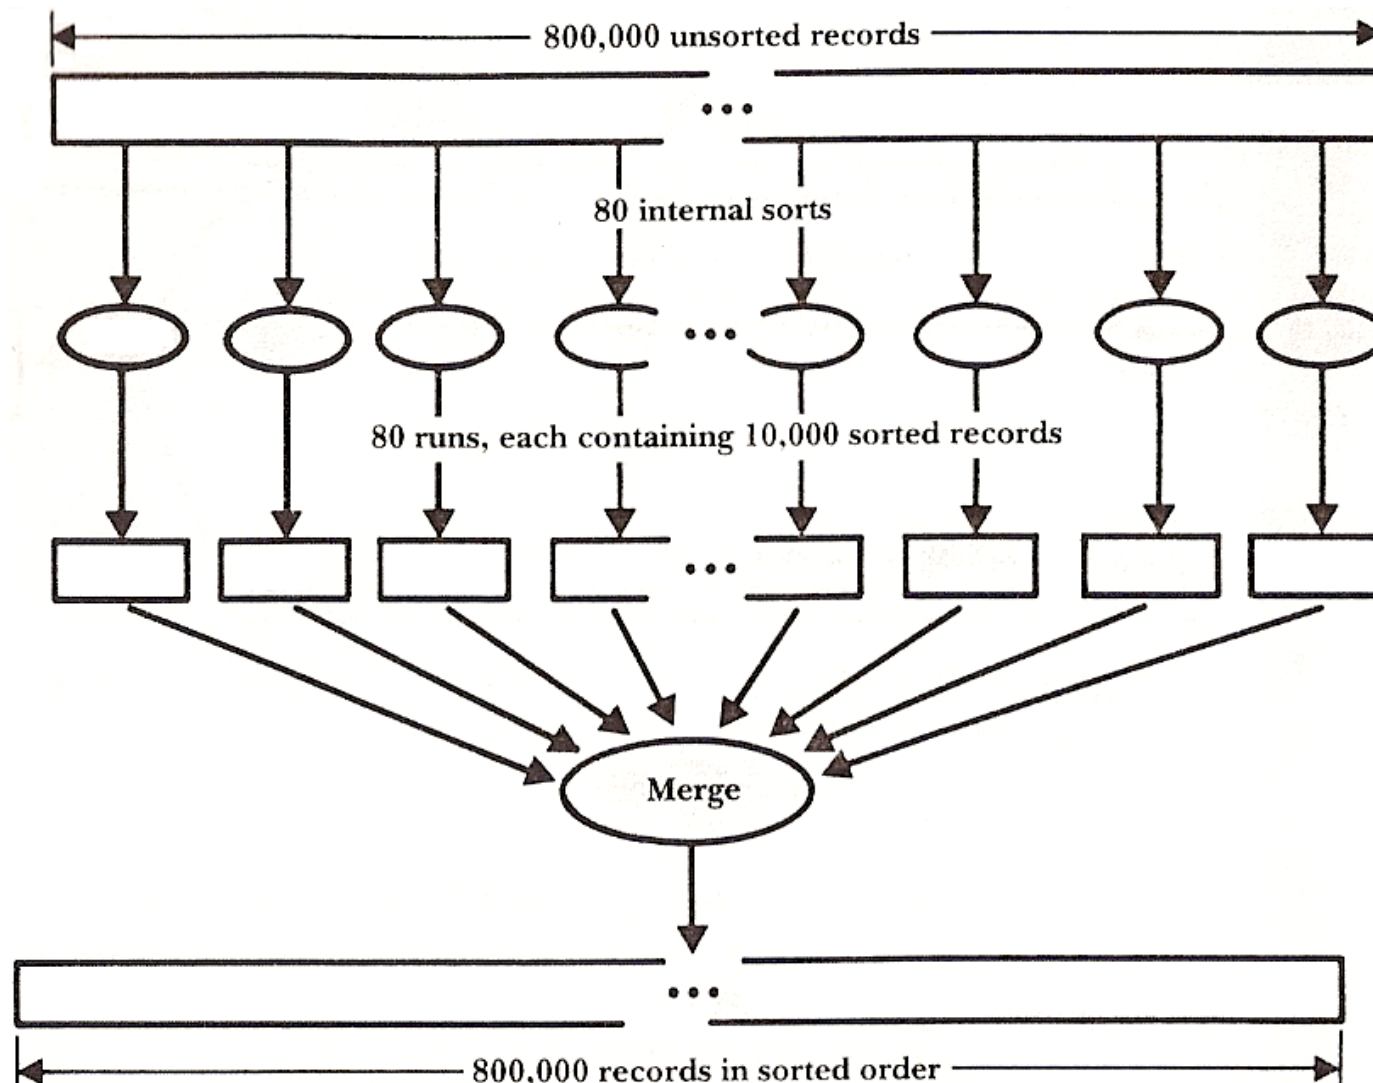 800,000 unsorted records
80 internal sorts
80 runs, each containing 10,000 sorted records
Merge
800,000 records in sorted order